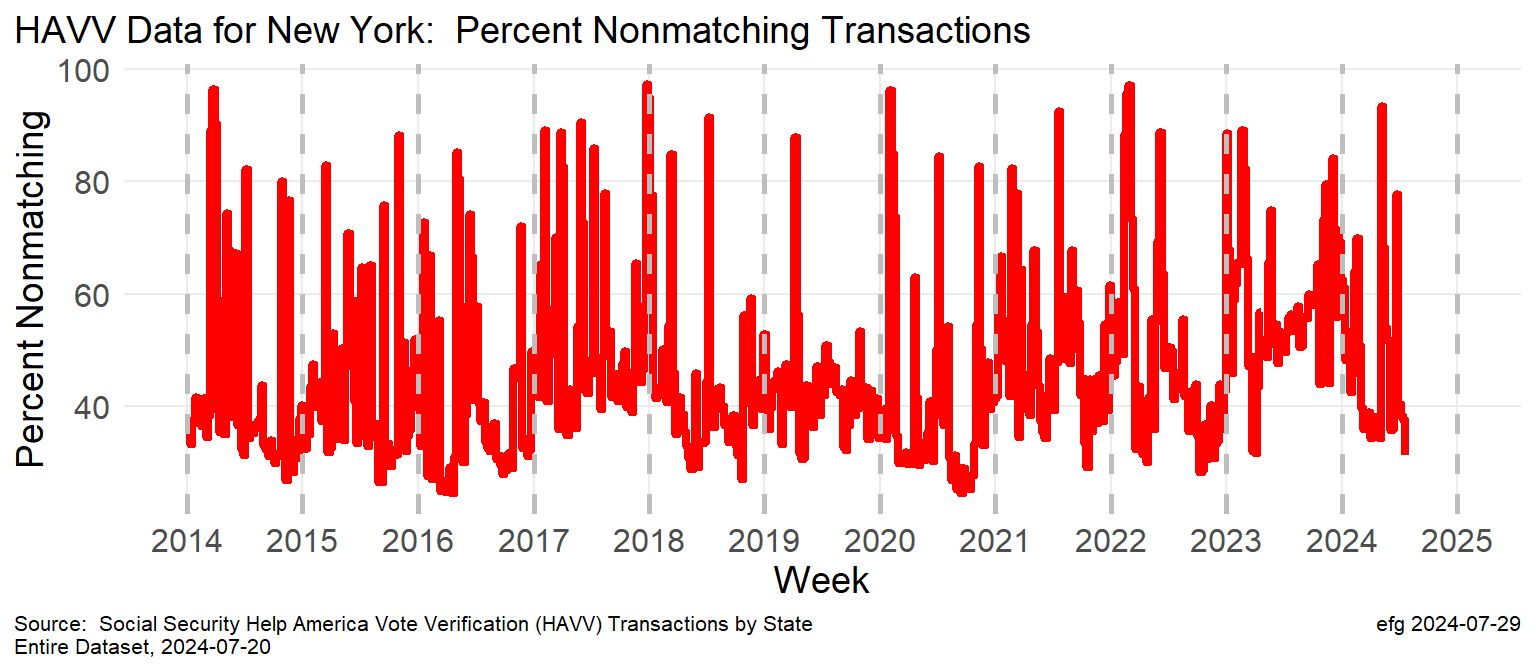 HAVV Data for New York:  Percent Nonmatching Transactions
100
80
60
40
Percent Nonmatching
2014 2015 2016 2017 2018 2019 2020 2021 2022 2023 2024 2025
Week
Source:  Social Security Help America Vote Verification (HAVV) Transactions by State
Entire Dataset, 2024-07-20
efg 2024-07-29